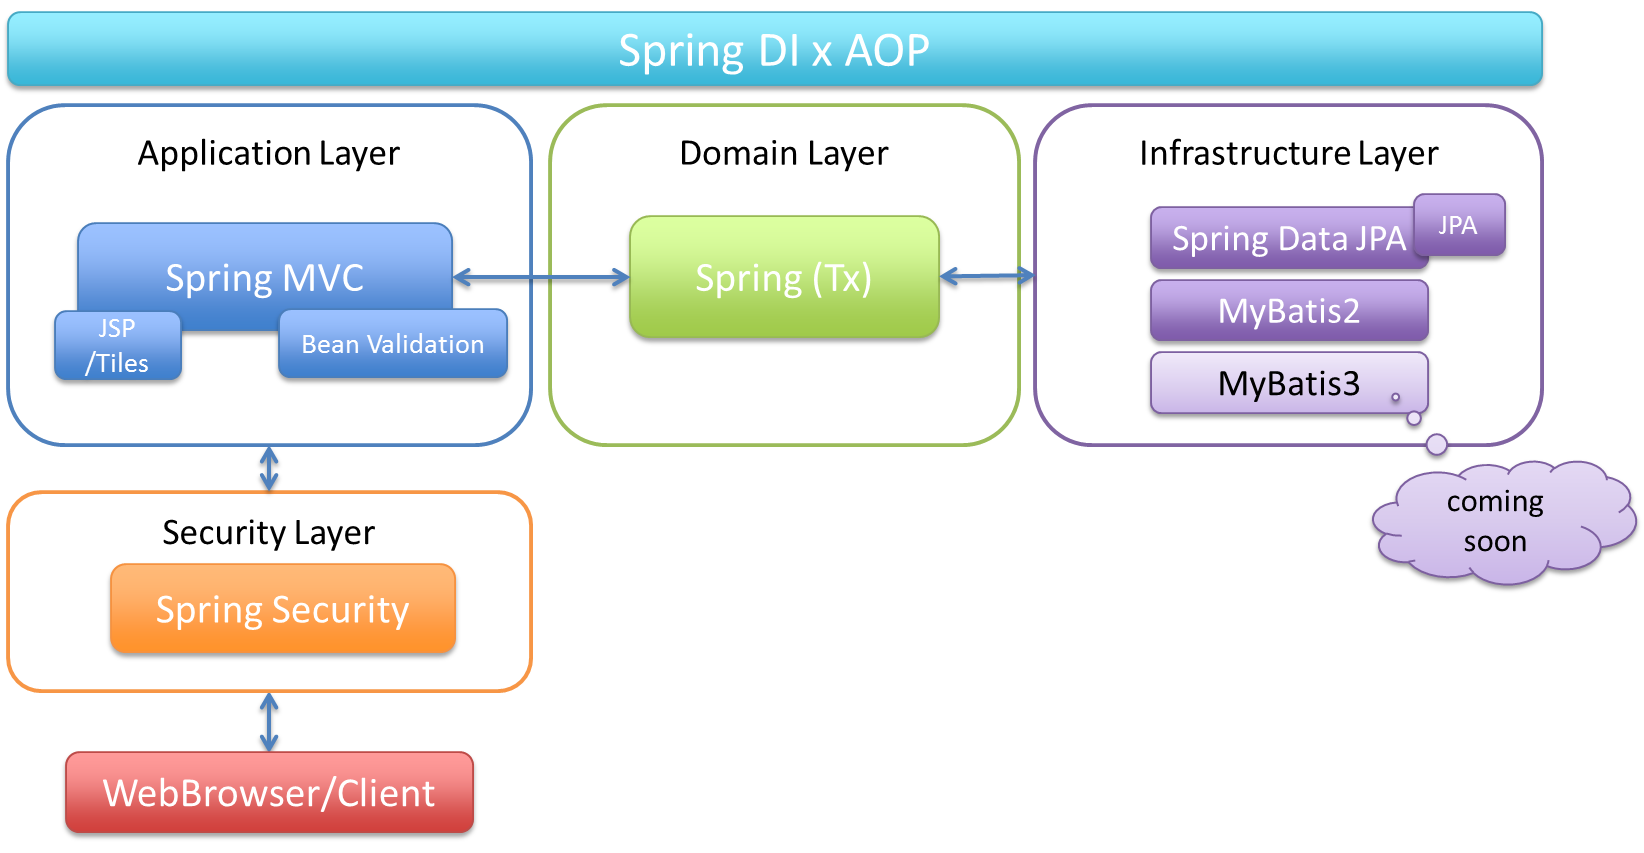 Spring DI x AOP
Application Layer
Spring MVC
JSP
/Tiles
Bean Validation
Domain Layer
Spring (Tx)
Infrastructure Layer
Spring Data JPA
JPA
MyBatis2
MyBatis3
coming
soon
Security Layer
Spring Security
WebBrowser/Client